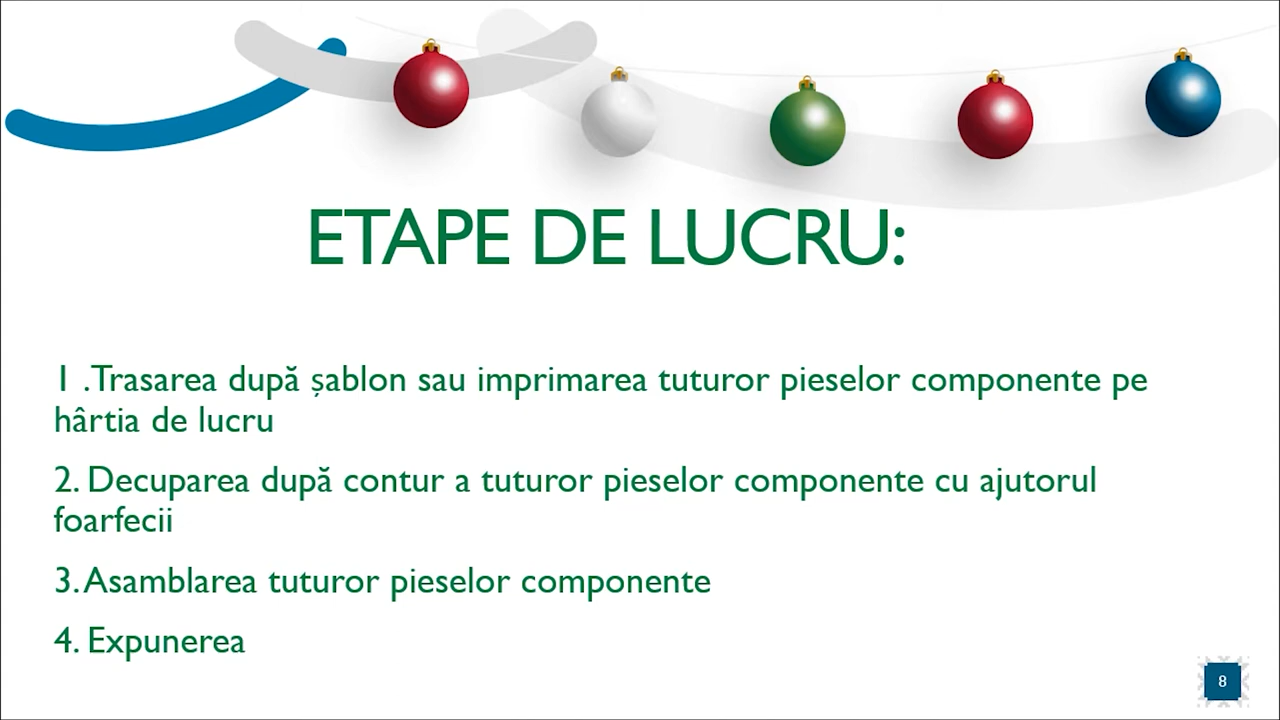 ETAPE DE LUCRU:
1 .Trasarea după șablon sau imprimarea tuturor pieselor componente pe
hârtia de lucru
2. Decuparea după contur a tuturor pieselor componente cu ajutorul
foarfecii
3. Asamblarea tuturor pieselor componente
4. Expunerea
8